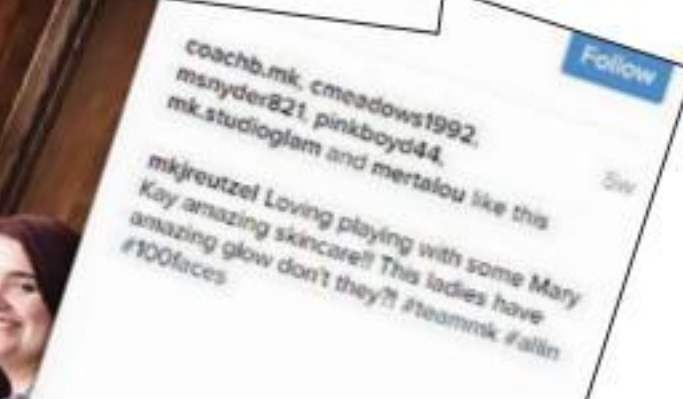 Follow
coachb.mk, cmeadows1992,
msnyder821, pinkboyd44,
mk.studioglam and mertalou like this
5w
mkjreutzel Loving playing with some Mary
Kay amazing skincare!! This ladies have
amazing glow don't they?! #teammk #allin
#100faces